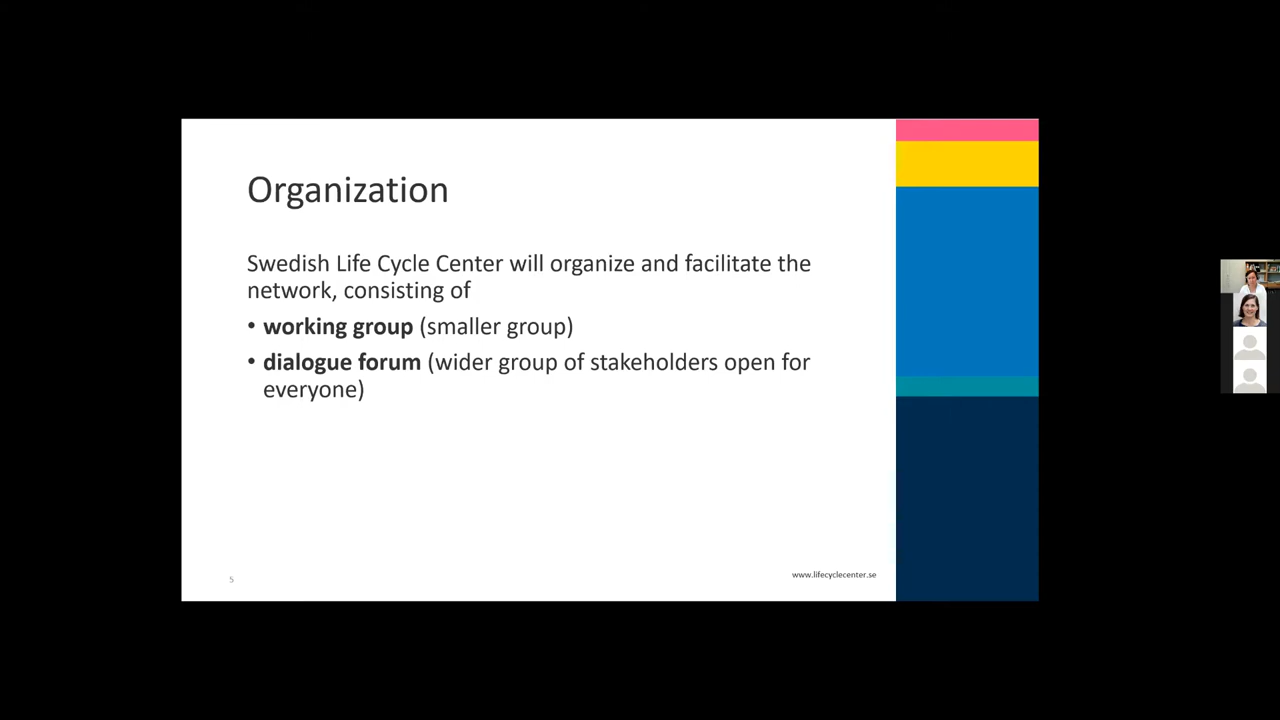 Organization
Swedish Life Cycle Center will organize and facilitate the
network, consisting of
• working group (smaller group)
• dialogue forum (wider group of stakeholders open for
everyone)
5
www.lifecyclecenter.se